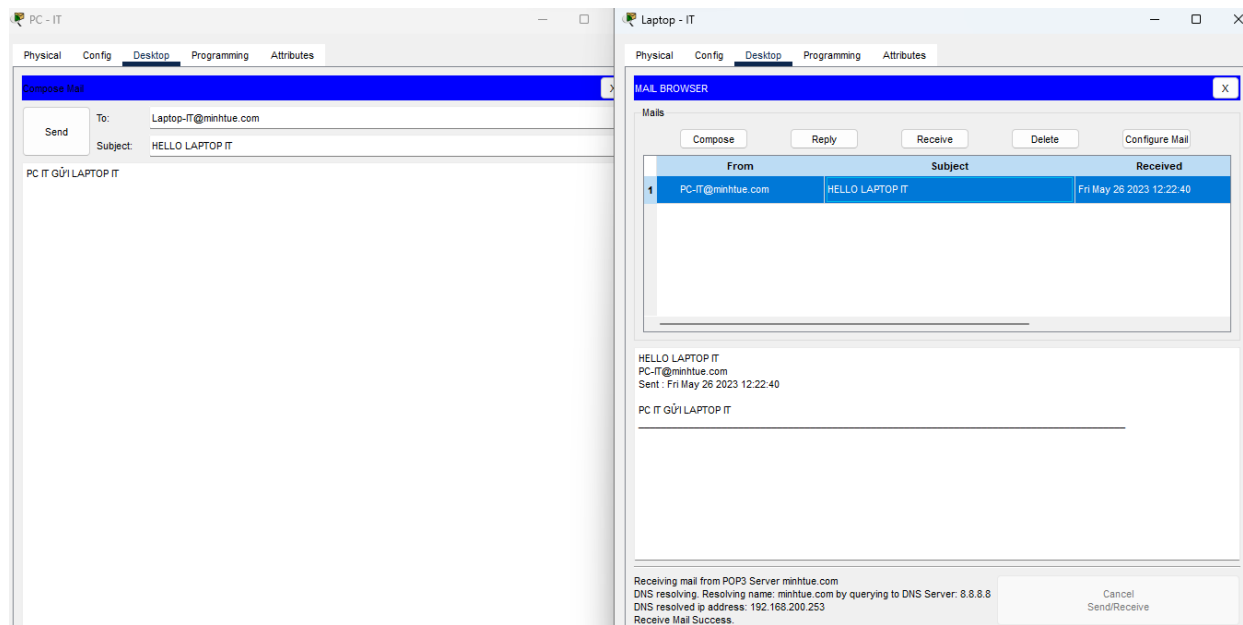 PC - IT
Physical Config Desktop Programming Attributes
Compose Mail
X
Send
To: Laptop-IT@minhtue.com
Subject: HELLO LAPTOP IT
PC IT GỬI LAPTOP IT
Laptop - IT
Physical Config Desktop Programming Attributes
MAIL BROWSER
X
Mails
Compose Reply Receive Delete Configure Mail
From Subject Received
1 PC-IT@minhtue.com HELLO LAPTOP IT Fri May 26 2023 12:22:40
HELLO LAPTOP IT
PC-IT@minhtue.com
Sent : Fri May 26 2023 12:22:40
PC IT GỬI LAPTOP IT
Receiving mail from POP3 Server minhtue.com
DNS resolving. Resolving name: minhtue.com by querying to DNS Server: 8.8.8.8
DNS resolved ip address: 192.168.200.253
Receive Mail Success.
Cancel
Send/Receive